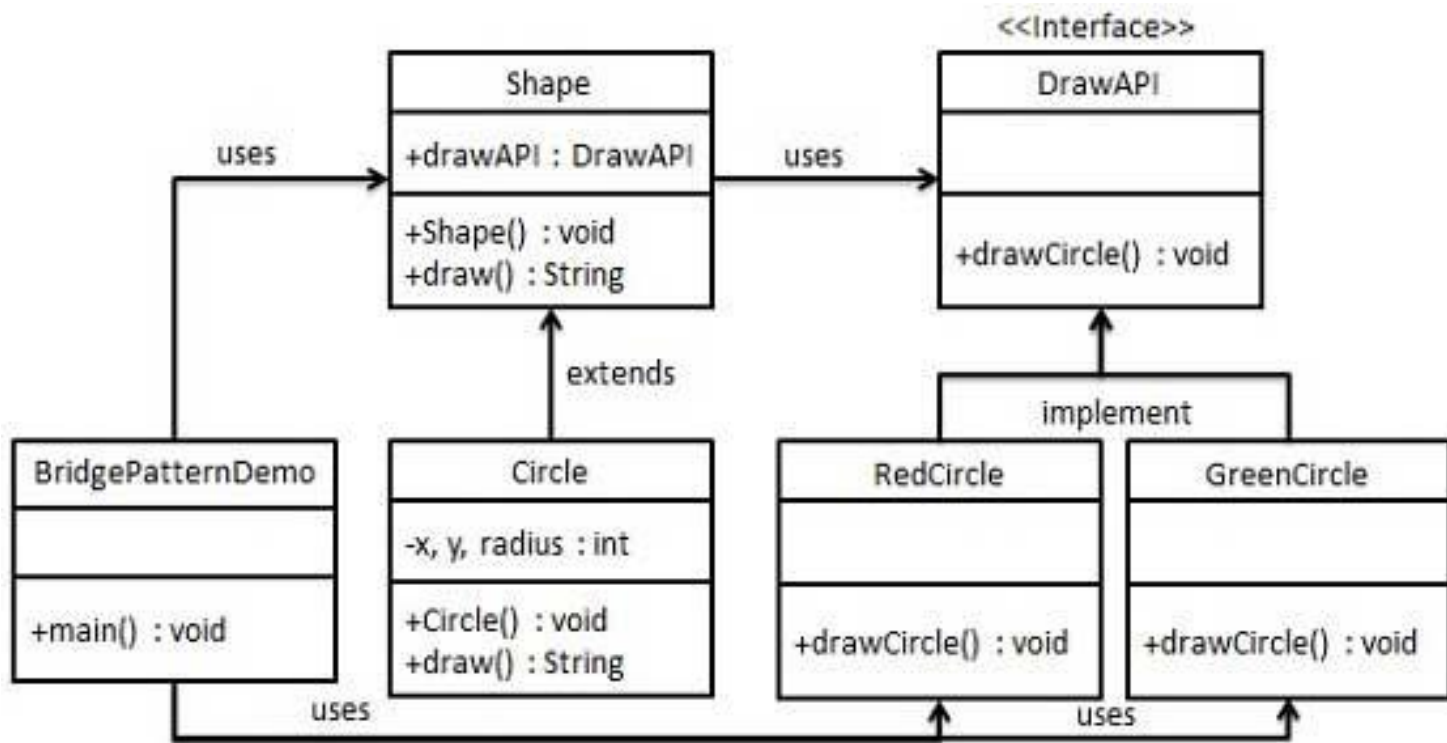 <<Interface>>
Shape
+drawAPI : DrawAPI
+Shape() : void
+draw() : String
uses
uses
DrawAPI
+drawCircle() : void
extends
implement
BridgePatternDemo
+main() : void
Circle
-x, y, radius : int
+Circle() : void
+draw() : String
RedCircle
+drawCircle() : void
GreenCircle
+drawCircle() : void
uses
uses